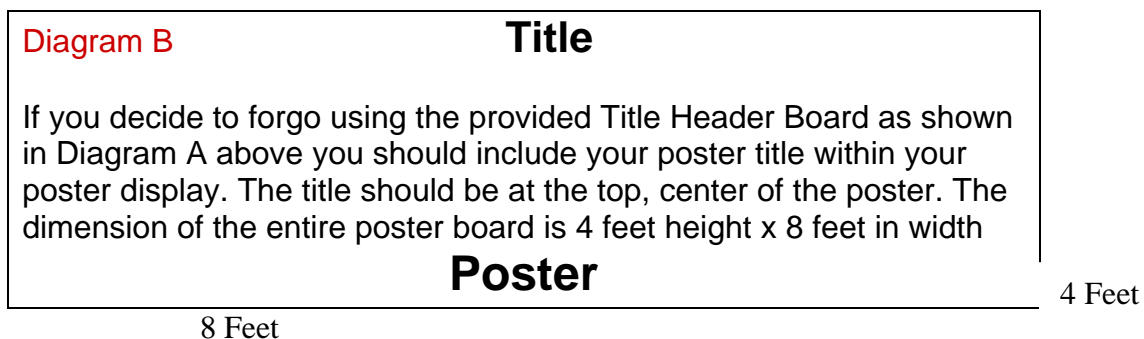 Diagram B Title
If you decide to forgo using the provided Title Header Board as shown
in Diagram A above you should include your poster title within your
poster display. The title should be at the top, center of the poster. The
dimension of the entire poster board is 4 feet height x 8 feet in width
Poster
4 Feet
8 Feet